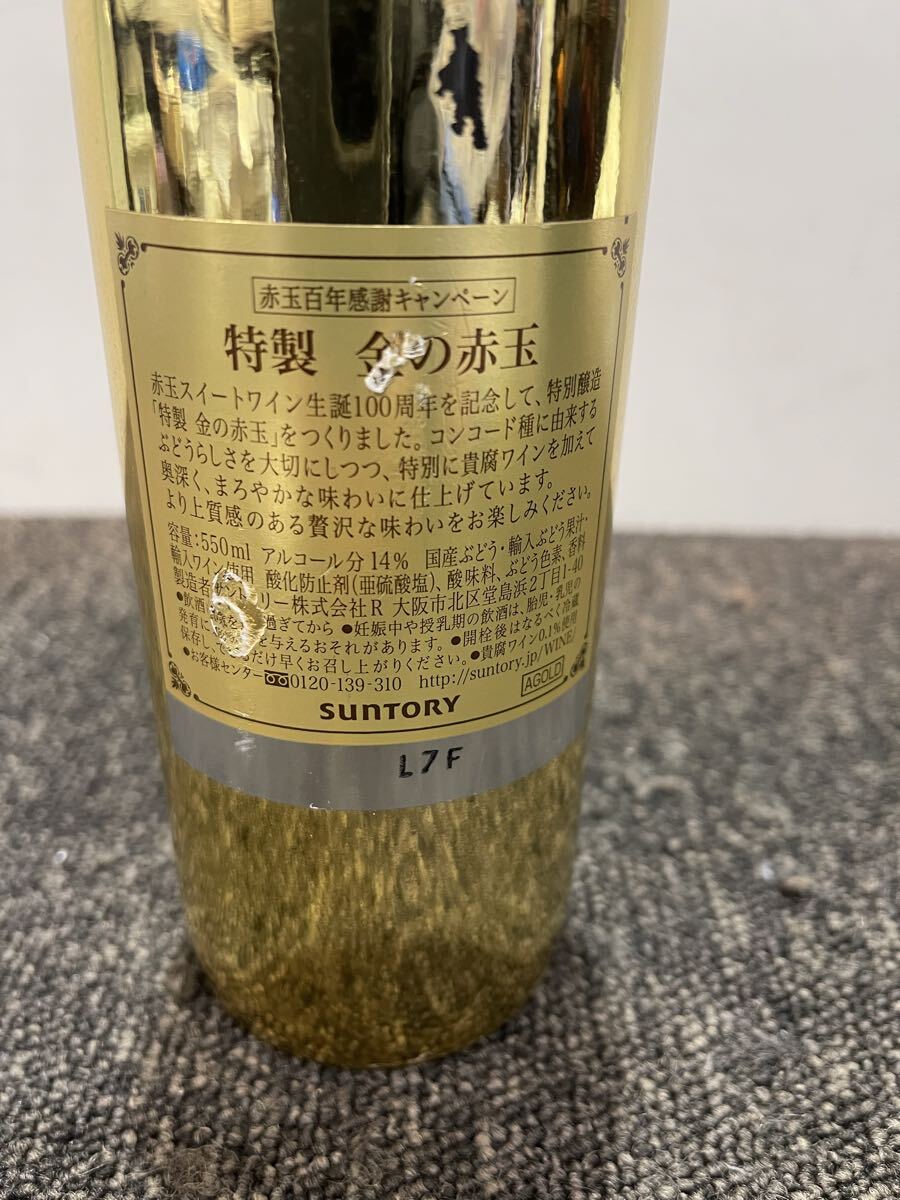 赤玉百年感謝キャンペーン
特製 金の赤玉
赤玉スイートワイン生誕100周年を記念して、特別醸造
「特製 金の赤玉」をつくりました。コンコード種に由来する
ぶどうらしさを大切にしつつ、特別に貴腐ワインを加えて
奥深く、まろやかな味わいに仕上げています。
より上質感のある贅沢な味わいをお楽しみください。
容量:550ml アルコール分14% 国産ぶどう・輸入ぶどう果汁・
輸入ワイン使用 酸化防止剤(亜硫酸塩)、酸味料、ぶどう色素、香料
製造者 サントリー株式会社R 大阪市北区堂島浜2丁目1-40
●飲酒 過ぎてから ●妊娠中や授乳期の飲酒は、胎児・乳児の
発育に を与えるおそれがあります。●開栓後はなるべく冷蔵
保存し、できるだけ早くお召し上がりください。●貴腐ワイン0.1%使用
●お客様センター 0120-139-310 http://suntory.jp/WINE/
AGOLD
SUNTORY
L7F